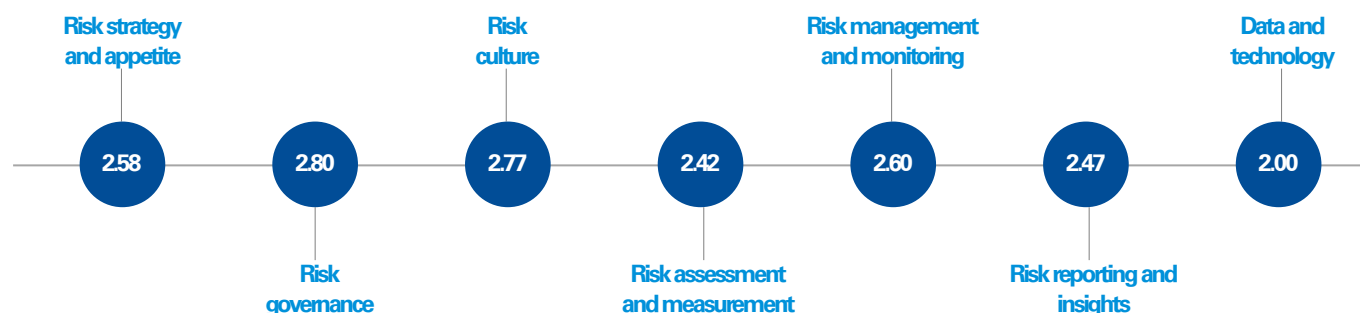 Risk strategy
and appetite
Risk
culture
Risk management
and monitoring
Data and
technology
2.58
2.80
2.77
2.42
2.60
2.47
2.00
Risk
governance
Risk assessment
and measurement
Risk reporting and
insights